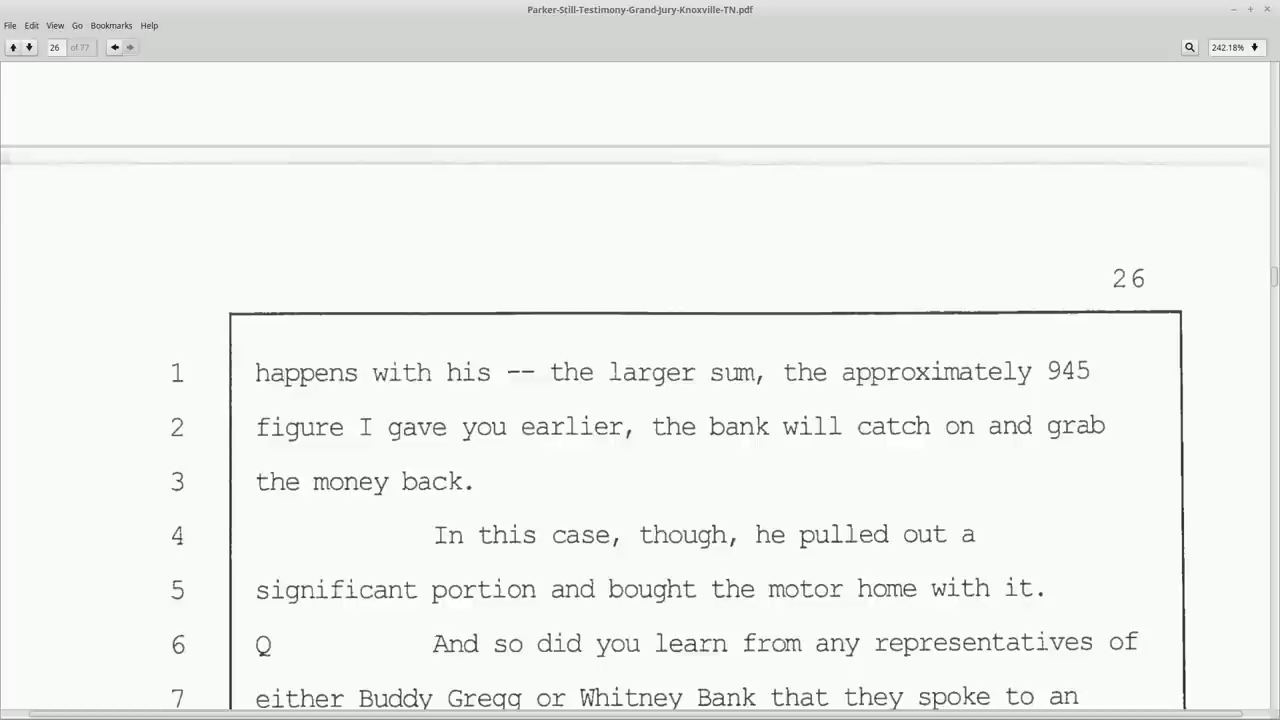 Parker-Still-Testimony-Grand-Jury-Knoxville-TN.pdf
File Edit View Go Bookmarks Help
26 of 77
242.18%
26
1 happens with his -- the larger sum, the approximately 945
2 figure I gave you earlier, the bank will catch on and grab
3 the money back.
4 In this case, though, he pulled out a
5 significant portion and bought the motor home with it.
6 Q And so did you learn from any representatives of
7 either Buddy Gregg or Whitney Bank that they spoke to an